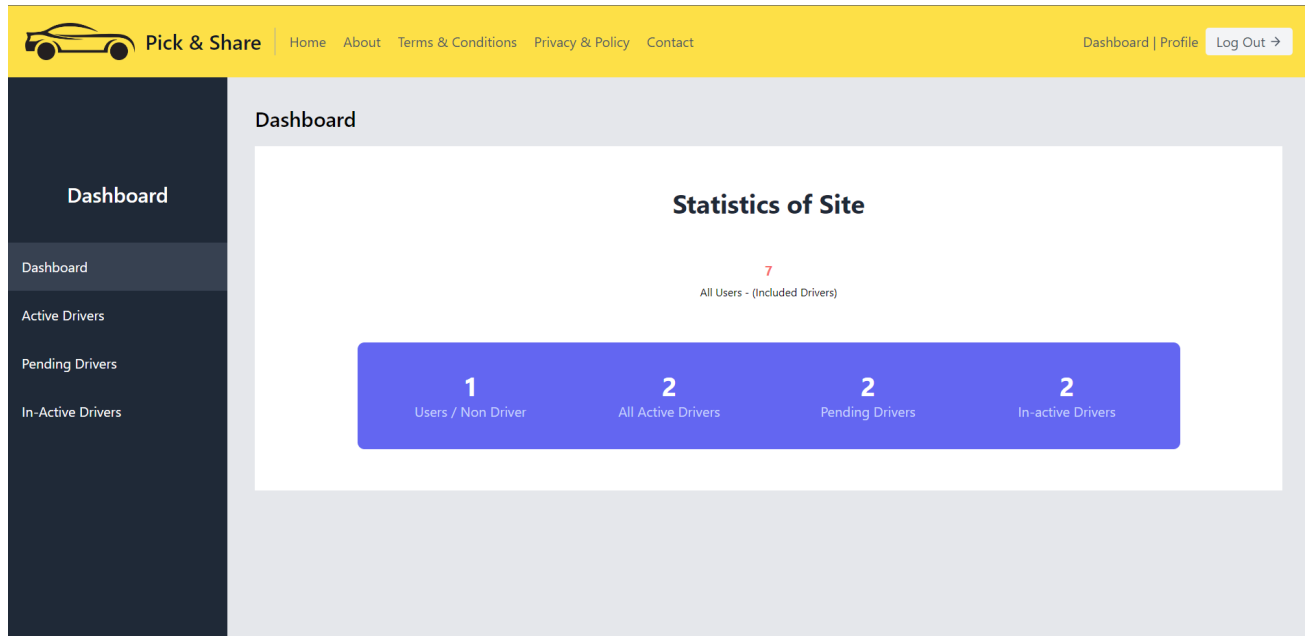 Pick & Share Home About Terms & Conditions Privacy & Policy Contact Dashboard | Profile Log Out →
Dashboard
Dashboard
Active Drivers
Pending Drivers
In-Active Drivers
Dashboard
Statistics of Site
7
All Users - (Included Drivers)
1 2 2 2
Users / Non Driver All Active Drivers Pending Drivers In-active Drivers